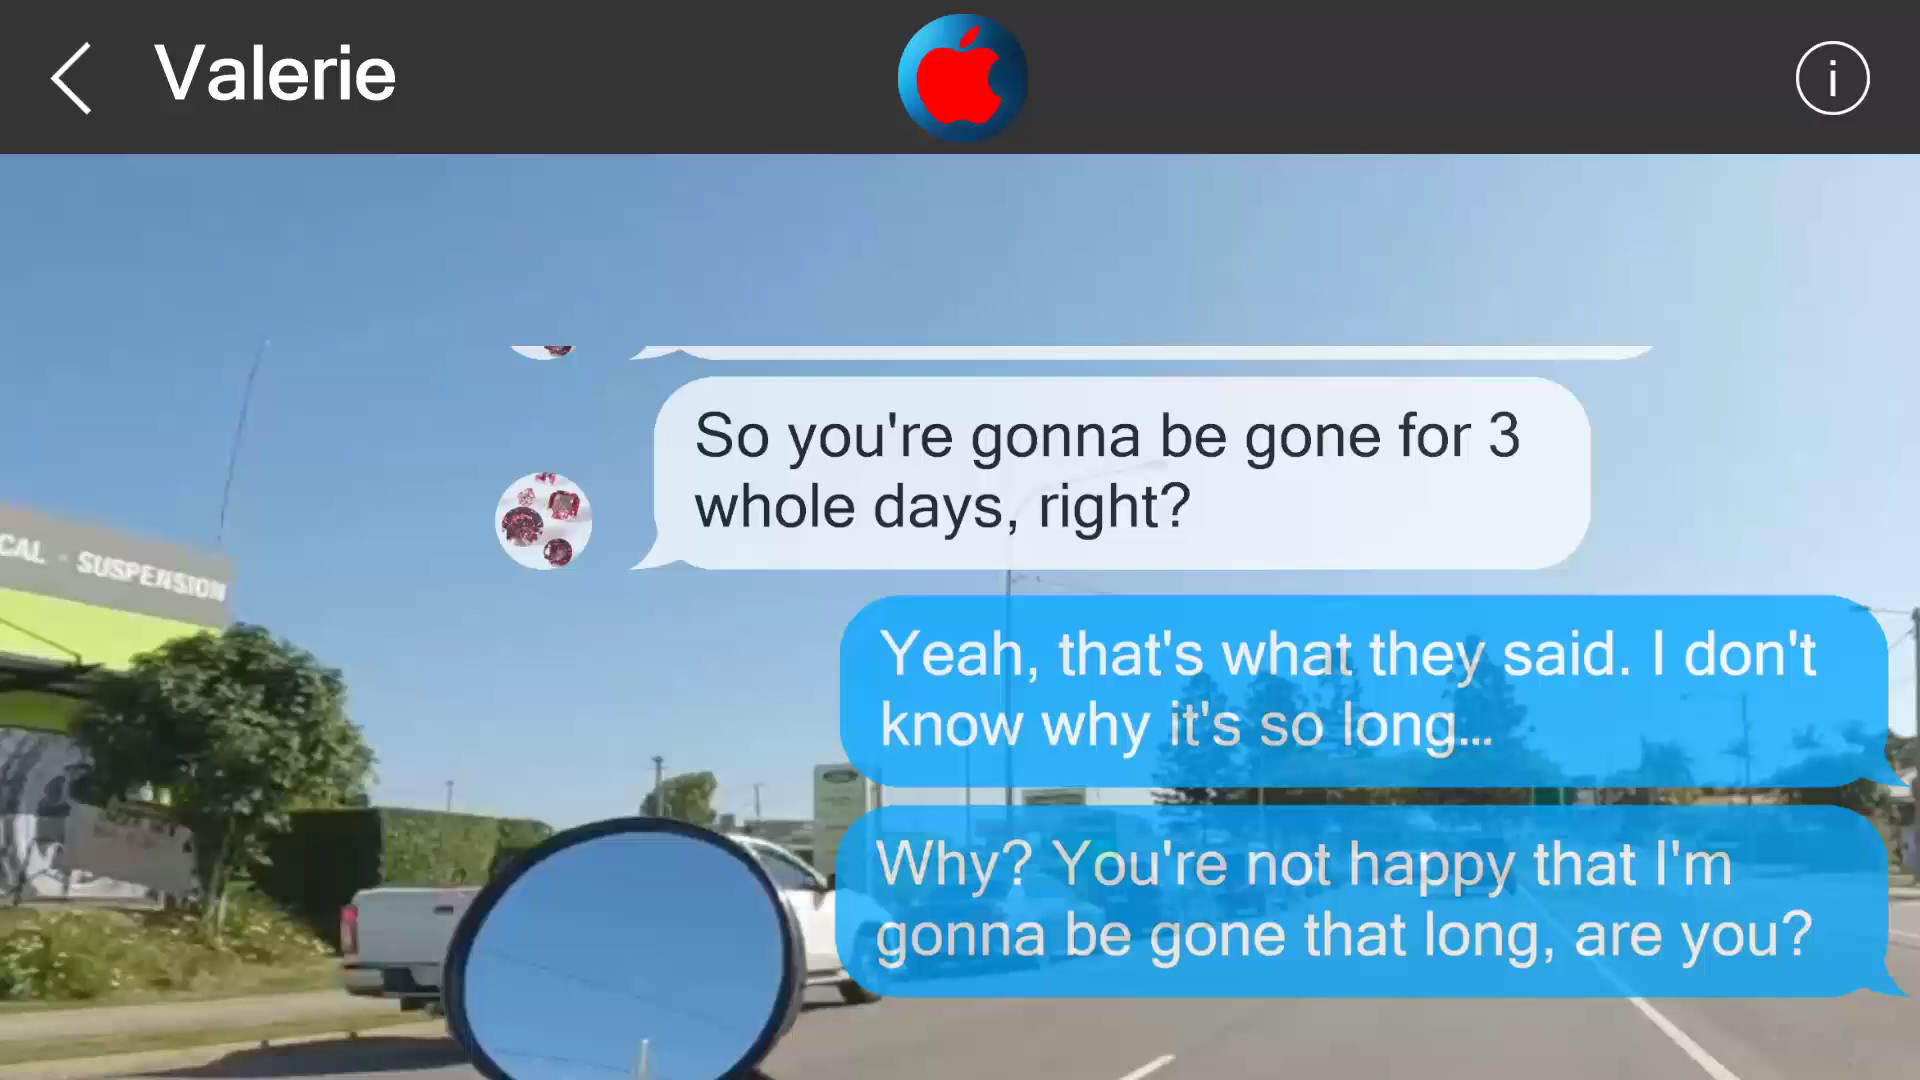 Valerie
i
So you're gonna be gone for 3
whole days, right?
CAL - SUSPENSION
Yeah, that's what they said. I don't
know why it's so long...
Why? You're not happy that I'm
gonna be gone that long, are you?